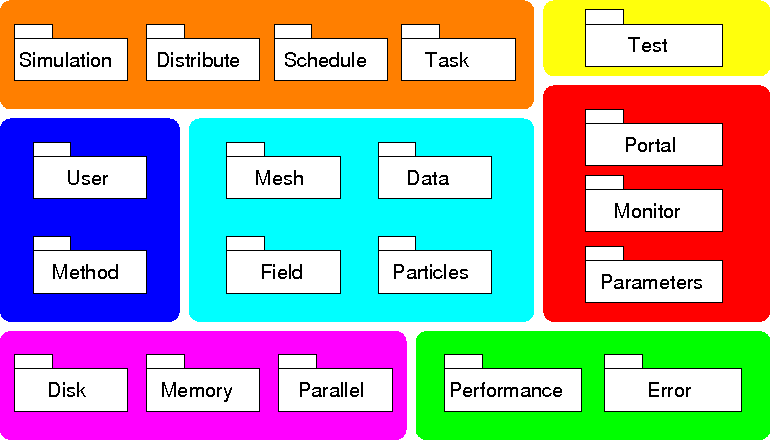 Simulation
Distribute
Schedule
Task
Test
User
Method
Mesh
Data
Field
Particles
Portal
Monitor
Parameters
Disk
Memory
Parallel
Performance
Error